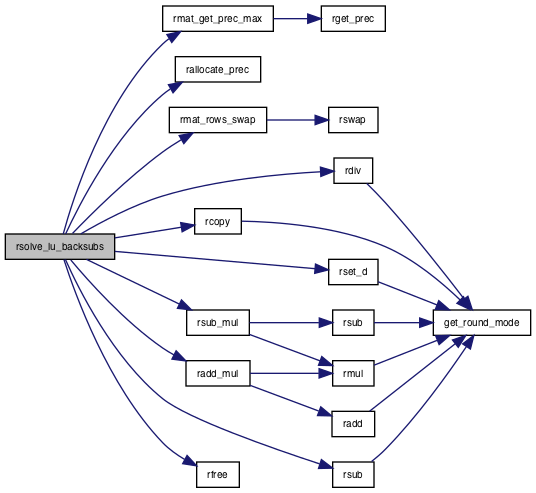 rmat_get_prec_max
rget_prec
rallocate_prec
rmat_rows_swap
rswap
rdiv
rcopy
rsolve_lu_backsubs
rset_d
rsub_mul
rsub
get_round_mode
radd_mul
rmul
radd
rfree
rsub